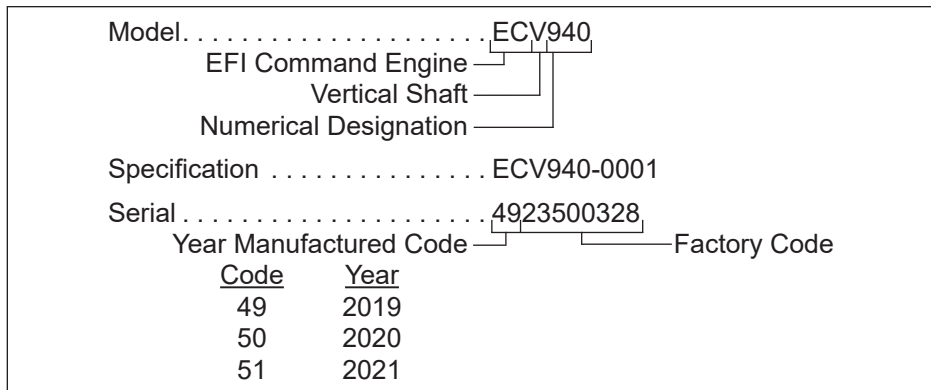 Model. . . . . . . . . . . . . . . . . . . . . ECV940
EFI Command Engine
Vertical Shaft
Numerical Designation
Specification . . . . . . . . . . . . . . . ECV940-0001
Serial . . . . . . . . . . . . . . . . . . . . . 4923500328
Year Manufactured Code Factory Code
Code Year
49 2019
50 2020
51 2021